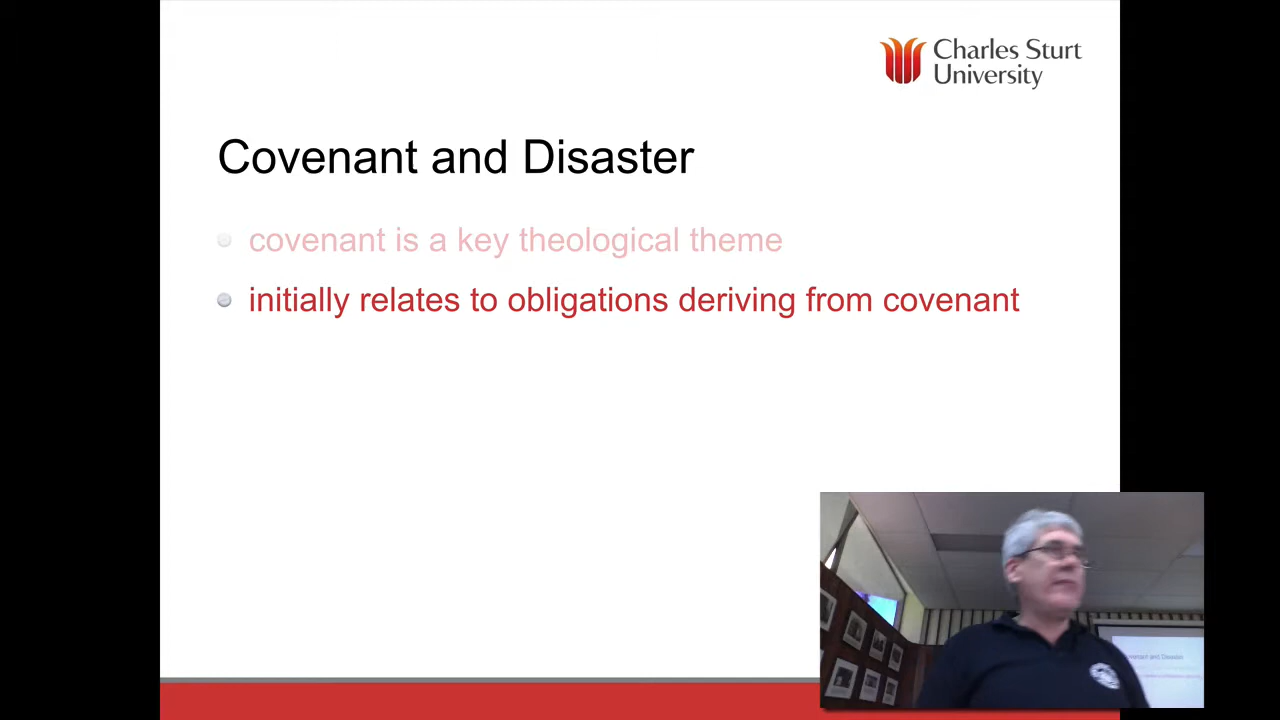 Charles Sturt
University
Covenant and Disaster
covenant is a key theological theme
initially relates to obligations deriving from covenant